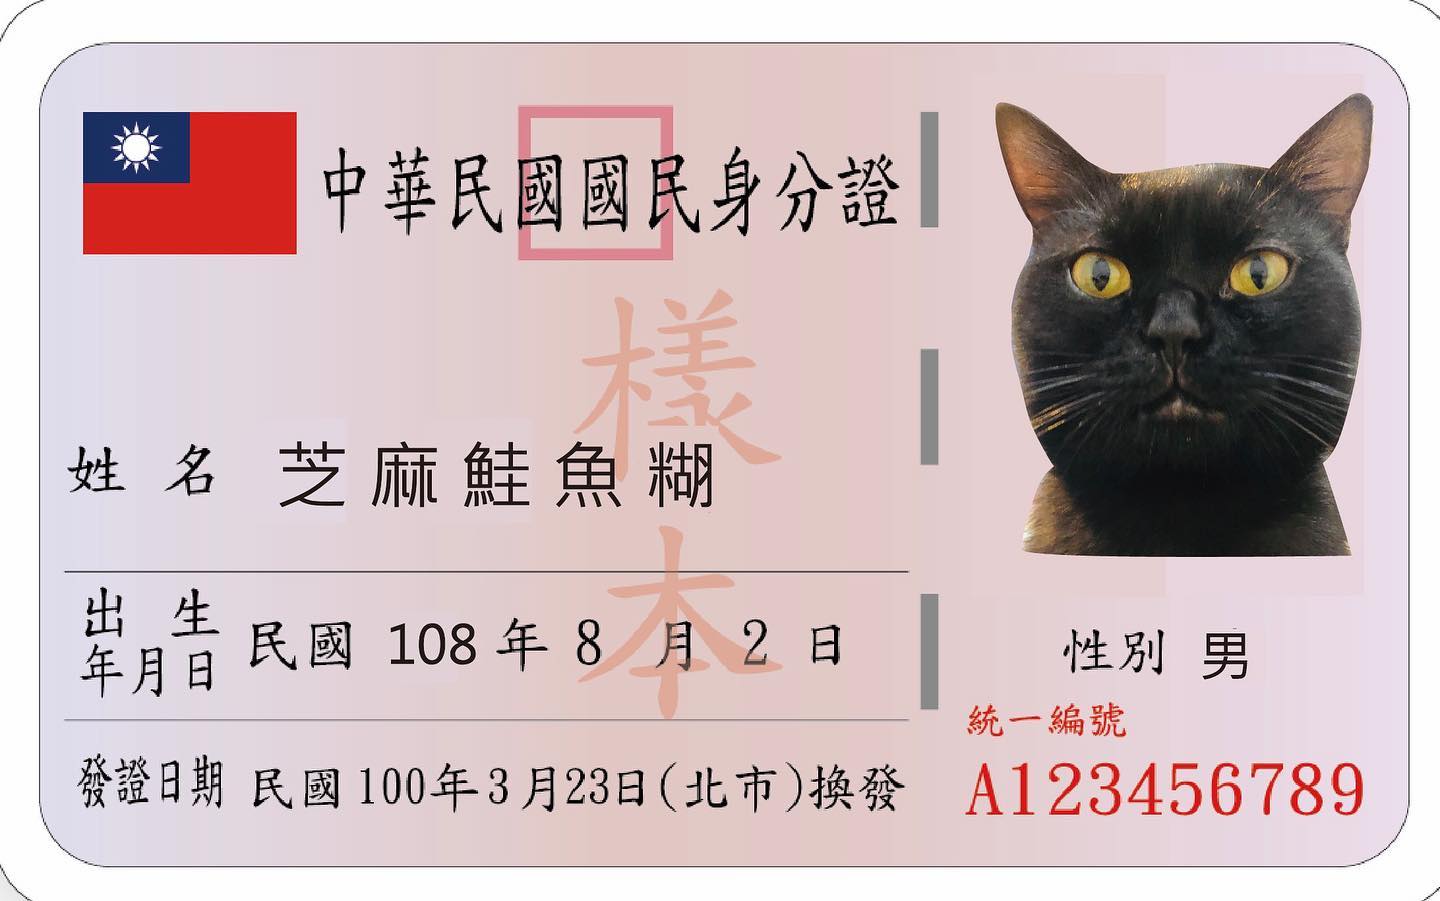 中華民國國民身分證
樣本
姓名 芝麻鮭魚糊
出生年月日 民國 108 年 8 月 2 日
性別 男
統一編號
A123456789
發證日期 民國100年3月23日(北市)換發